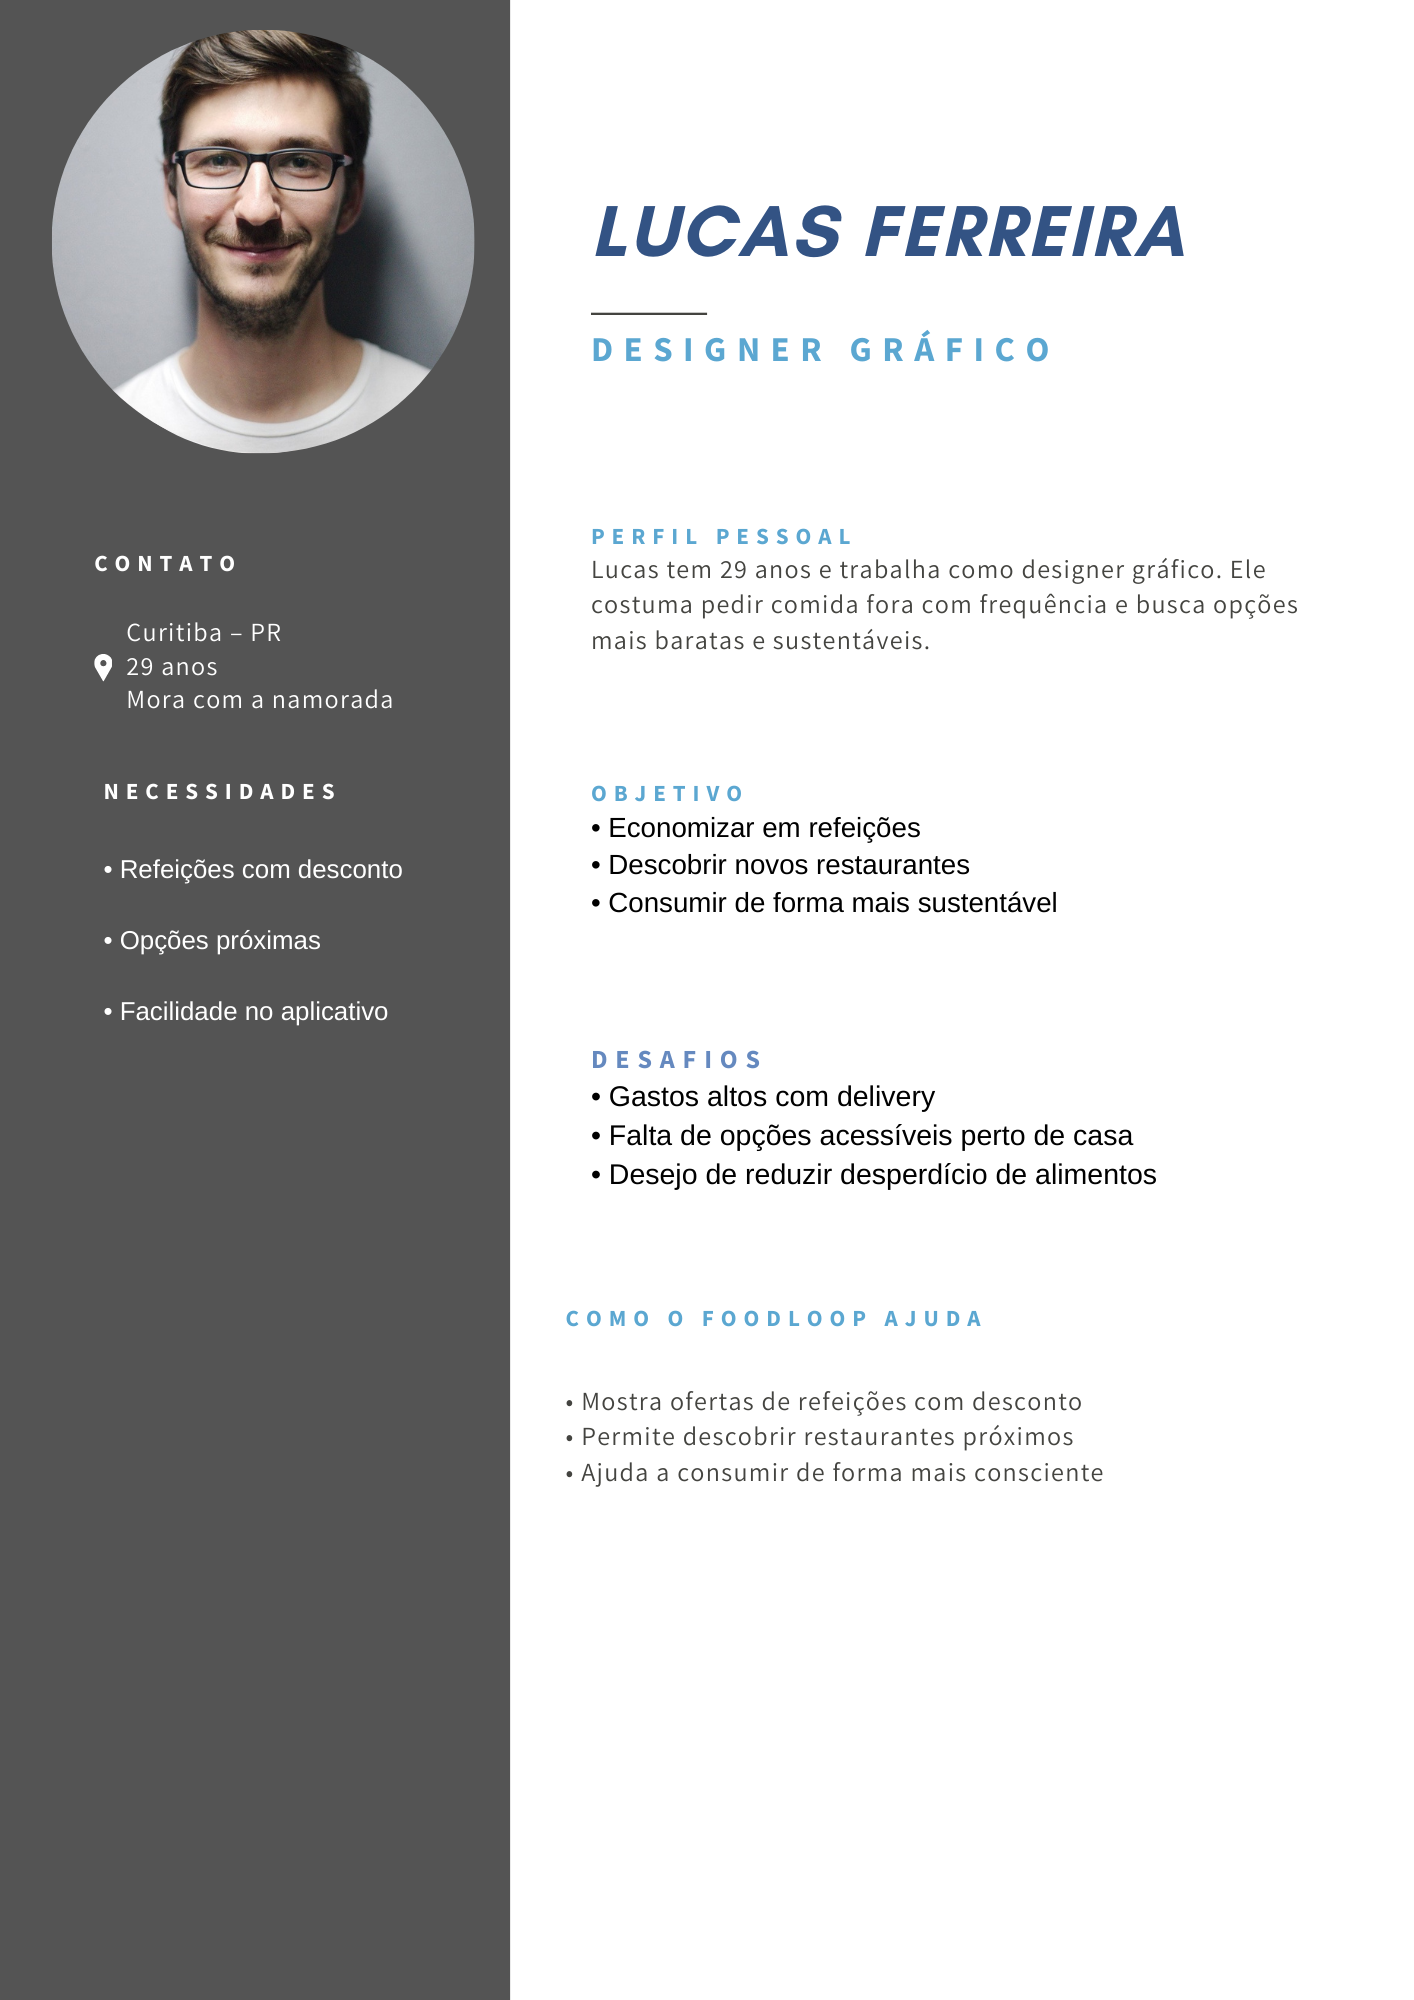 LUCAS FERREIRA
DESIGNER GRÁFICO
CONTATO
Curitiba – PR
29 anos
Mora com a namorada
NECESSIDADES
• Refeições com desconto
• Opções próximas
• Facilidade no aplicativo
PERFIL PESSOAL
Lucas tem 29 anos e trabalha como designer gráfico. Ele
costuma pedir comida fora com frequência e busca opções
mais baratas e sustentáveis.
OBJETIVO
• Economizar em refeições
• Descobrir novos restaurantes
• Consumir de forma mais sustentável
DESAFIOS
• Gastos altos com delivery
• Falta de opções acessíveis perto de casa
• Desejo de reduzir desperdício de alimentos
COMO O FOODLOOP AJUDA
• Mostra ofertas de refeições com desconto
• Permite descobrir restaurantes próximos
• Ajuda a consumir de forma mais consciente